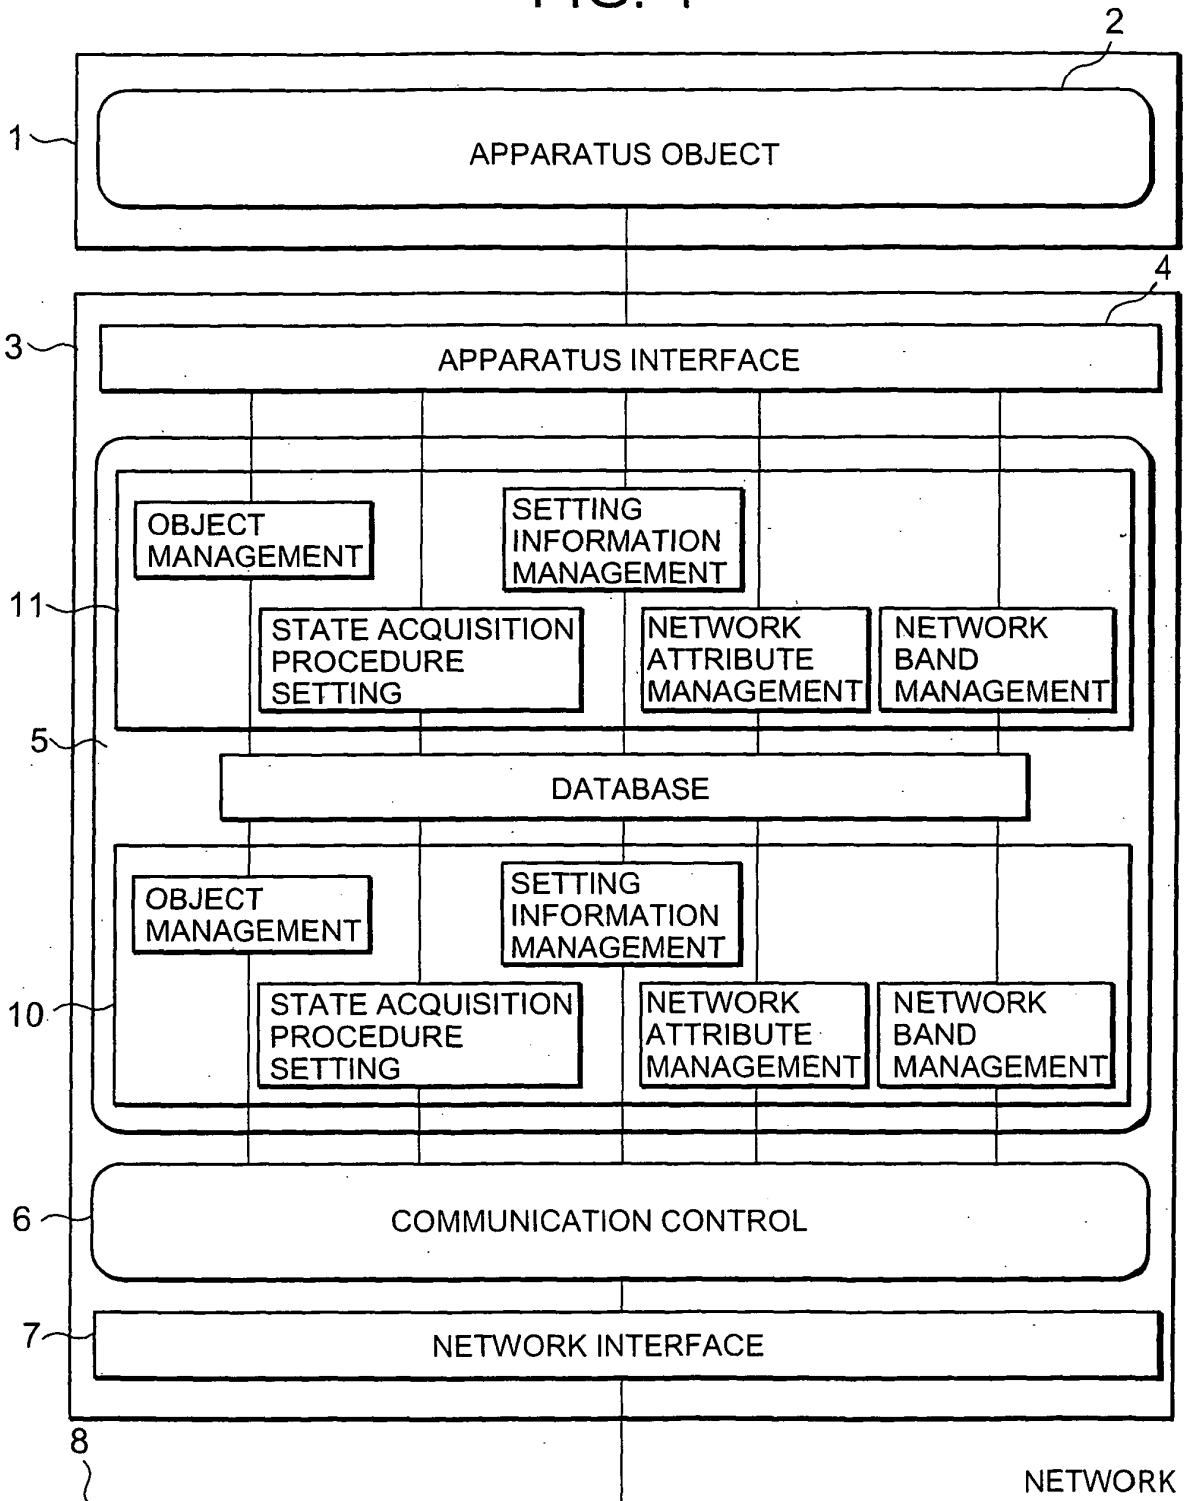 2
1
APPARATUS OBJECT
4
3
APPARATUS INTERFACE
OBJECT
MANAGEMENT
SETTING
INFORMATION
MANAGEMENT
11
STATE ACQUISITION
PROCEDURE
SETTING
NETWORK
ATTRIBUTE
MANAGEMENT
NETWORK
BAND
MANAGEMENT
5
DATABASE
OBJECT
MANAGEMENT
SETTING
INFORMATION
MANAGEMENT
10
STATE ACQUISITION
PROCEDURE
SETTING
NETWORK
ATTRIBUTE
MANAGEMENT
NETWORK
BAND
MANAGEMENT
6
COMMUNICATION CONTROL
7
NETWORK INTERFACE
8
NETWORK